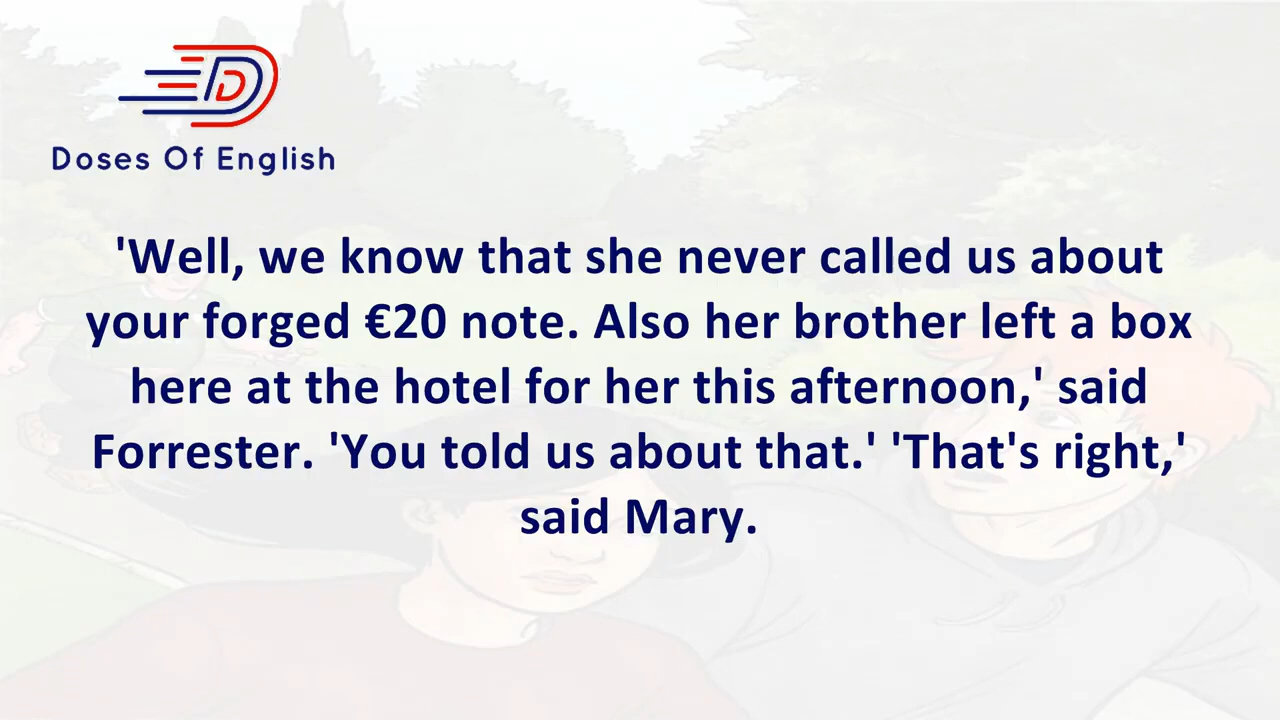 Doses Of English
'Well, we know that she never called us about
your forged €20 note. Also her brother left a box
here at the hotel for her this afternoon,' said
Forrester. 'You told us about that.' 'That's right,'
said Mary.